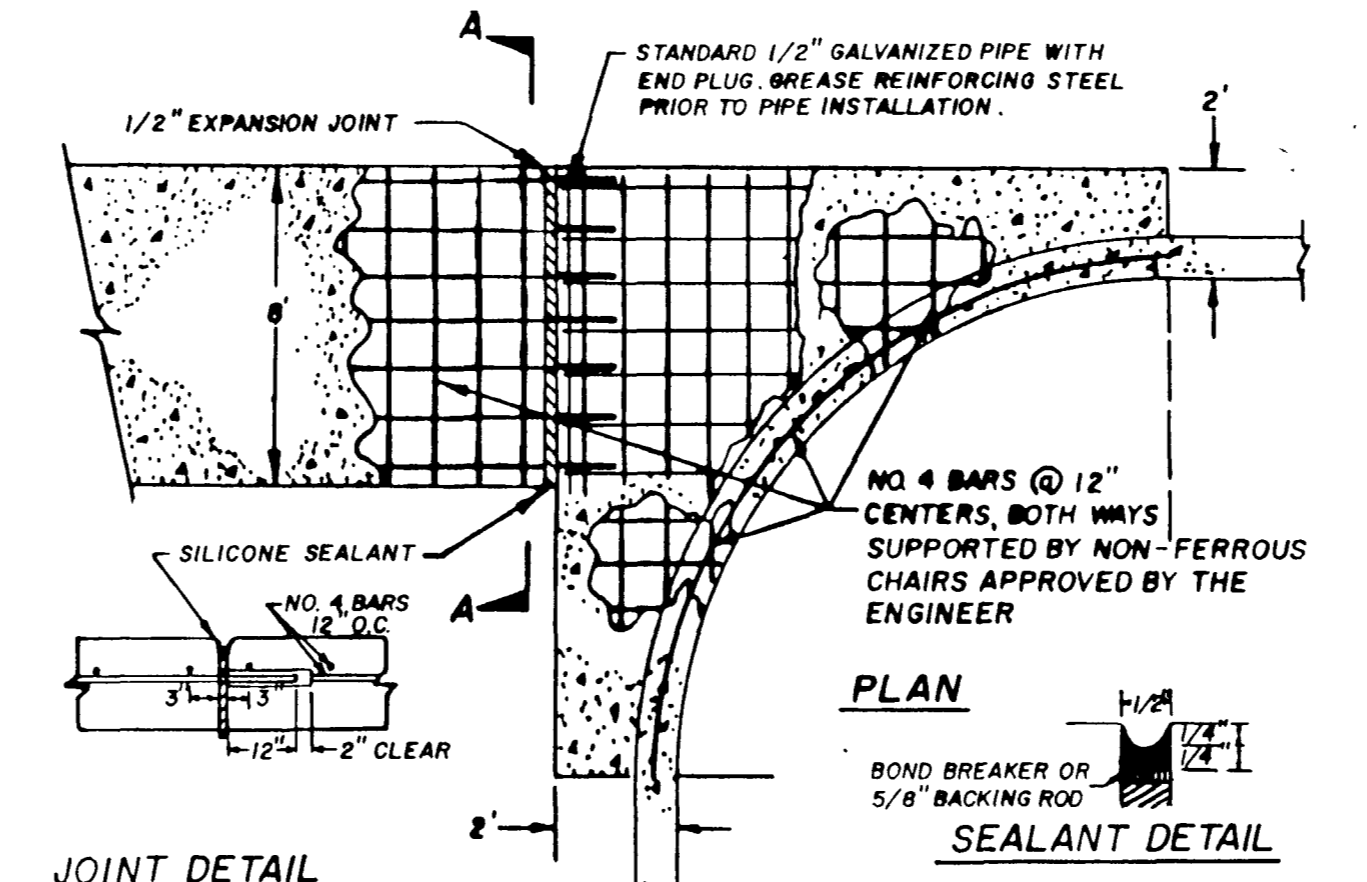 A
STANDARD 1/2" GALVANIZED PIPE WITH
END PLUG. GREASE REINFORCING STEEL
PRIOR TO PIPE INSTALLATION.
2'
1/2" EXPANSION JOINT
8'
NO. 4 BARS @ 12"
CENTERS, BOTH WAYS
SUPPORTED BY NON-FERROUS
CHAIRS APPROVED BY THE
ENGINEER
SILICONE SEALANT
A
NO. 4 BARS
12" O.C.
3"
3"
12"
2" CLEAR
PLAN
1/2"
1/4"
1/4"
BOND BREAKER OR
5/8" BACKING ROD
2'
SEALANT DETAIL
JOINT DETAIL